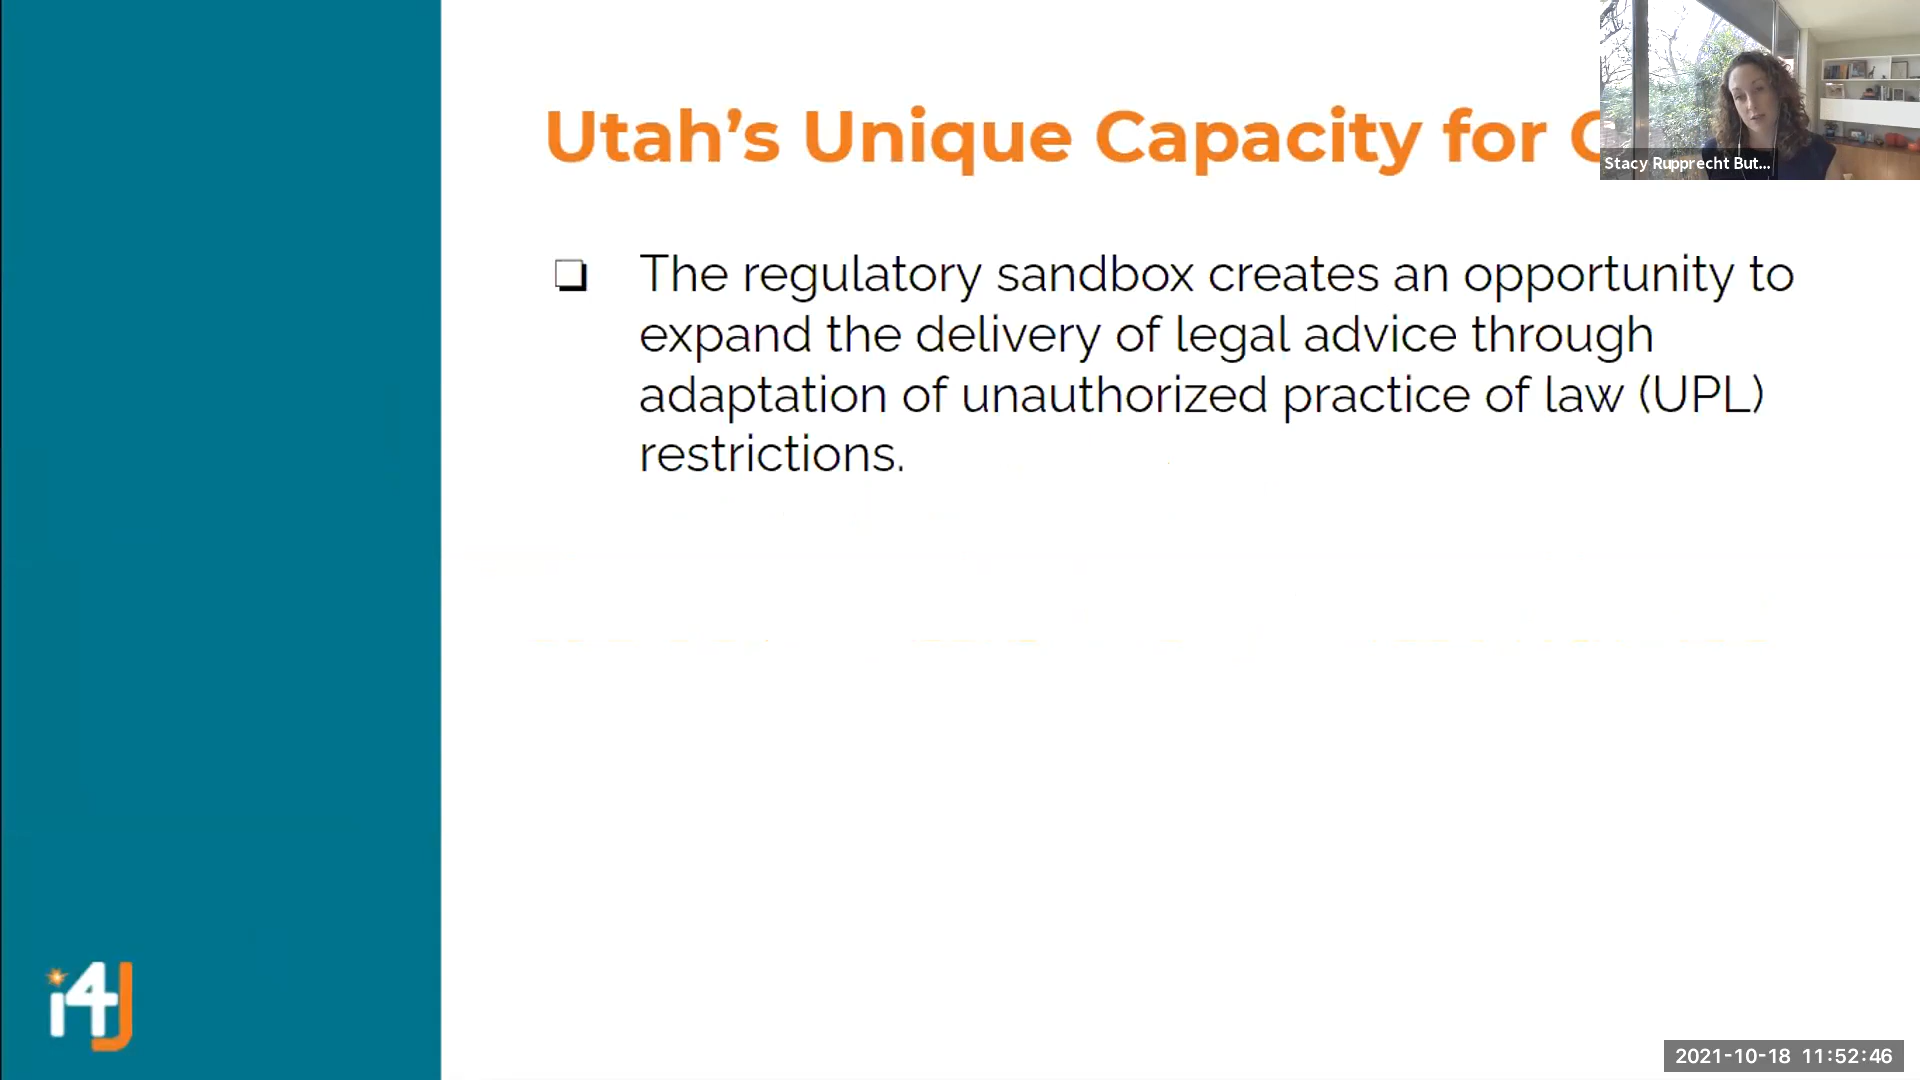 Utah’s Unique Capacity for
Stacy Rupprecht But...
The regulatory sandbox creates an opportunity to
expand the delivery of legal advice through
adaptation of unauthorized practice of law (UPL)
restrictions.
i4J
2021-10-18 11:52:46